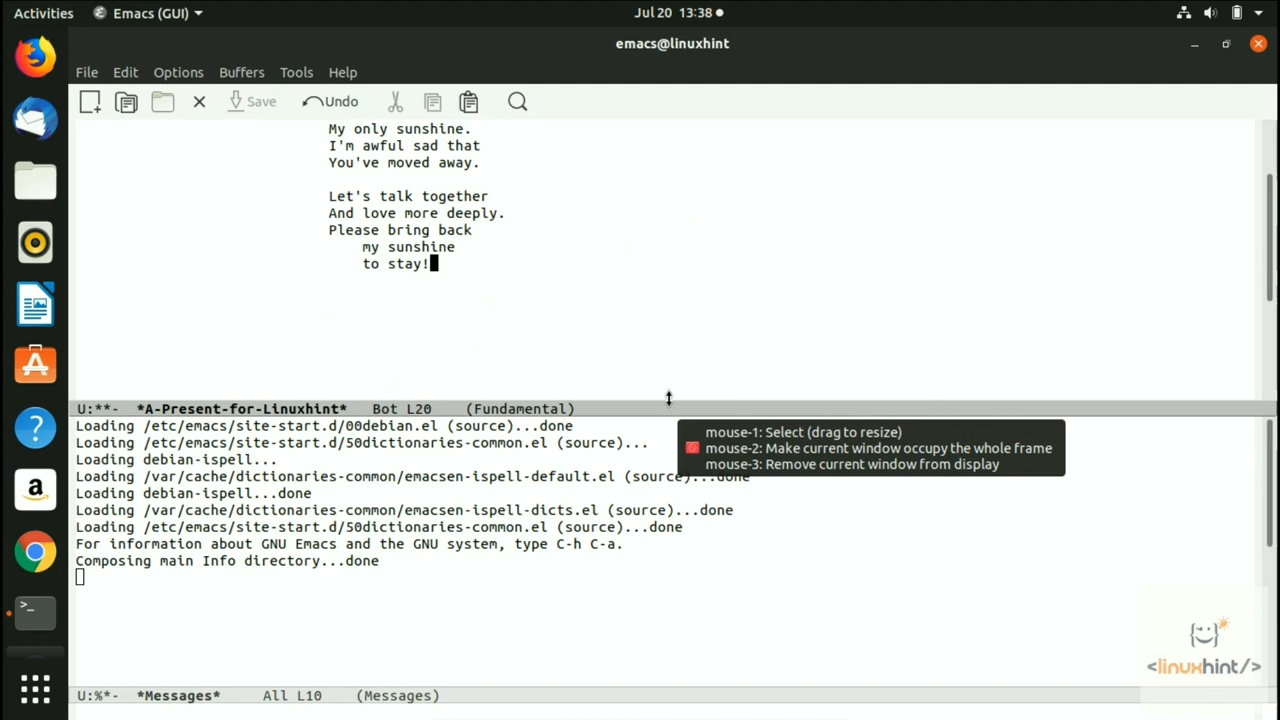 Activities
Emacs (GUI)
Jul 20 13:38
emacs@linuxhint
File Edit Options Buffers Tools Help
Save Undo
My only sunshine.
I'm awful sad that
You've moved away.
Let's talk together
And love more deeply.
Please bring back
my sunshine
to stay!
U:**- *A-Present-for-Linuxhint* Bot L20 (Fundamental)
Loading /etc/emacs/site-start.d/00debian.el (source)...done
Loading /etc/emacs/site-start.d/50dictionaries-common.el (source)...
Loading debian-ispell...
Loading /var/cache/dictionaries-common/emacsen-ispell-default.el (source)...done
Loading debian-ispell...done
Loading /var/cache/dictionaries-common/emacsen-ispell-dicts.el (source)...done
Loading /etc/emacs/site-start.d/50dictionaries-common.el (source)...done
For information about GNU Emacs and the GNU system, type C-h C-a.
Composing main Info directory...done
mouse-1: Select (drag to resize)
mouse-2: Make current window occupy the whole frame
mouse-3: Remove current window from display
<linuxhint/>
U:%*- *Messages* All L10 (Messages)